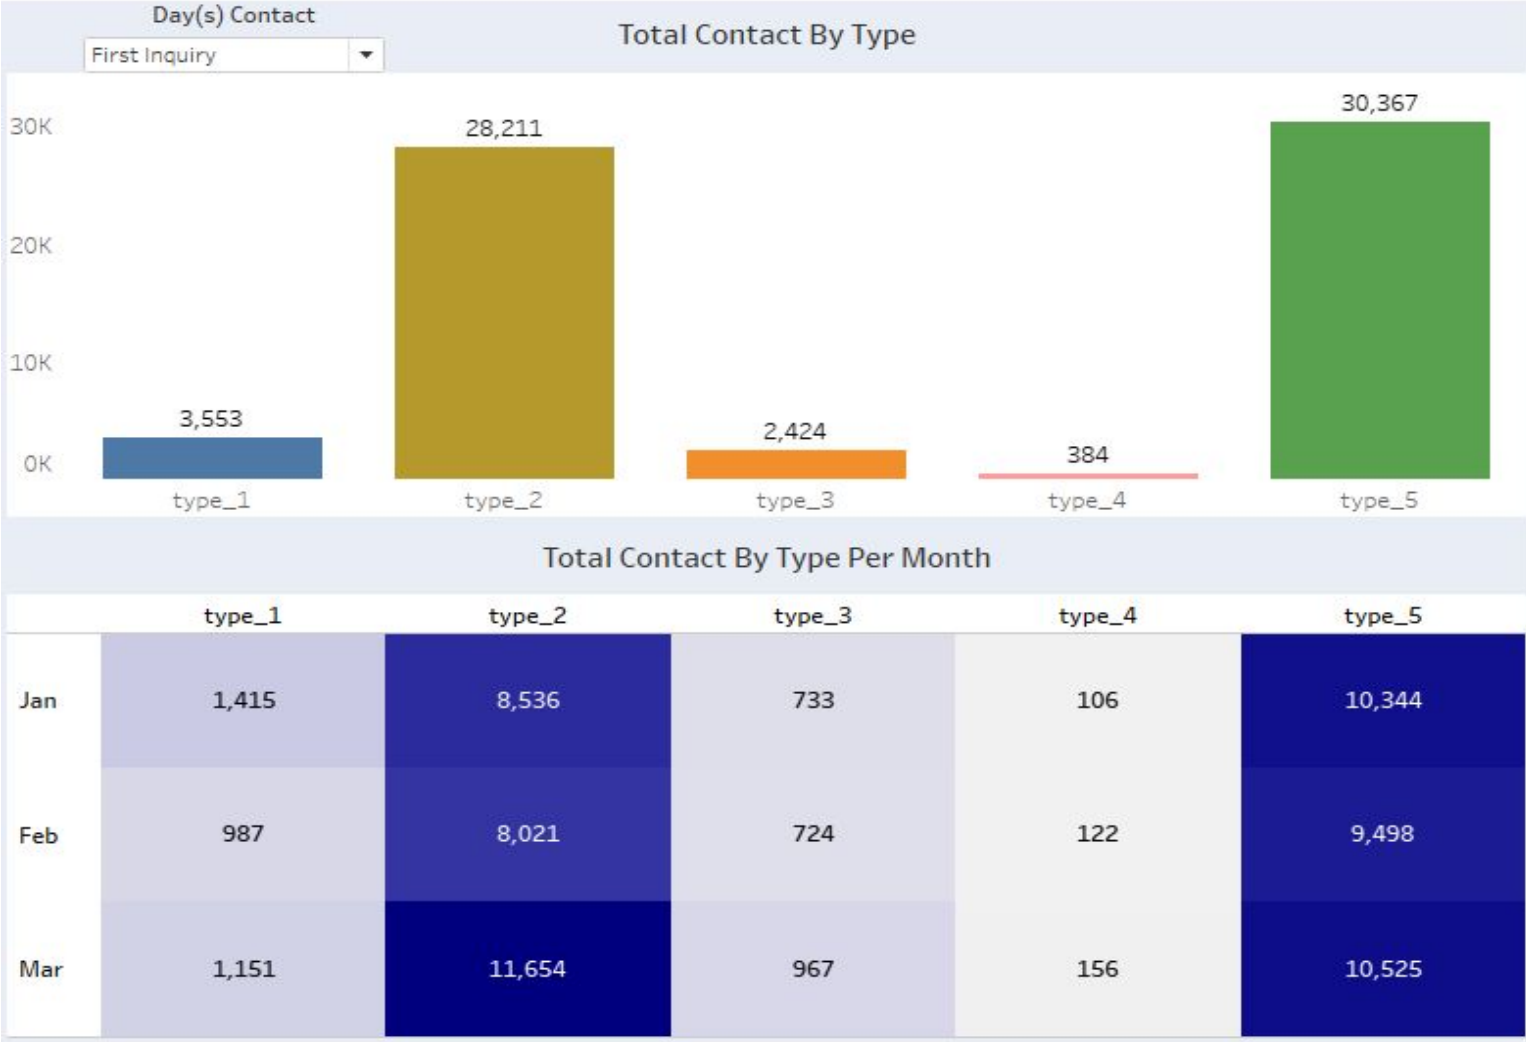 Day(s) Contact
First Inquiry
Total Contact By Type
30K
20K
10K
0K
3,553
28,211
2,424
384
30,367
type_1 type_2 type_3 type_4 type_5
Total Contact By Type Per Month
type_1 type_2 type_3 type_4 type_5
Jan 1,415 8,536 733 106 10,344
Feb 987 8,021 724 122 9,498
Mar 1,151 11,654 967 156 10,525